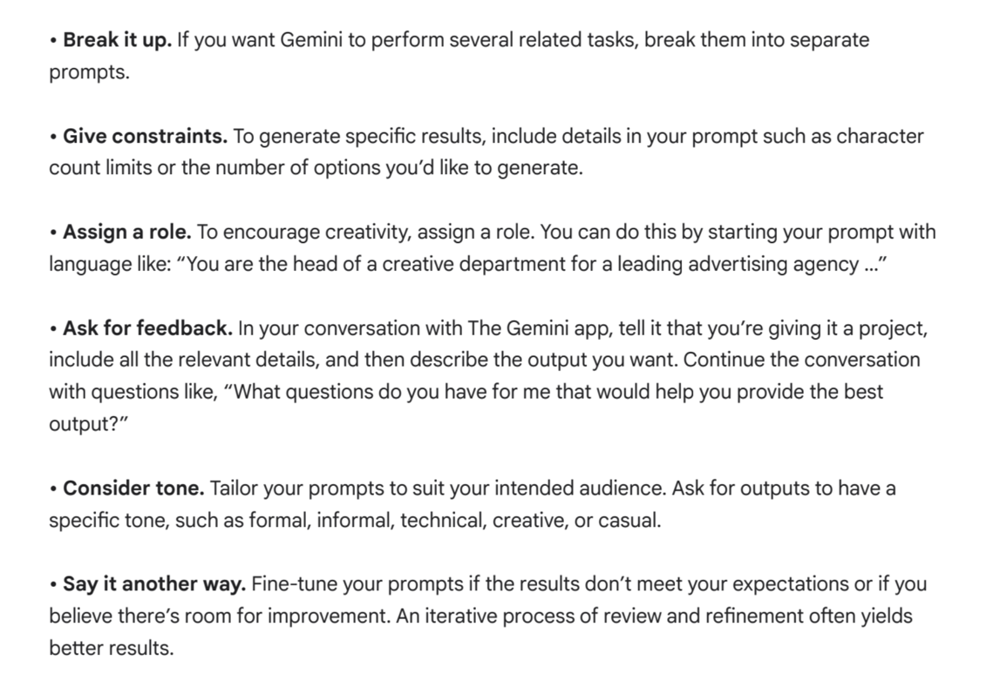 • Break it up. If you want Gemini to perform several related tasks, break them into separate
prompts.
• Give constraints. To generate specific results, include details in your prompt such as character
count limits or the number of options you’d like to generate.
• Assign a role. To encourage creativity, assign a role. You can do this by starting your prompt with
language like: “You are the head of a creative department for a leading advertising agency ...”
• Ask for feedback. In your conversation with The Gemini app, tell it that you’re giving it a project,
include all the relevant details, and then describe the output you want. Continue the conversation
with questions like, “What questions do you have for me that would help you provide the best
output?”
• Consider tone. Tailor your prompts to suit your intended audience. Ask for outputs to have a
specific tone, such as formal, informal, technical, creative, or casual.
• Say it another way. Fine-tune your prompts if the results don’t meet your expectations or if you
believe there’s room for improvement. An iterative process of review and refinement often yields
better results.